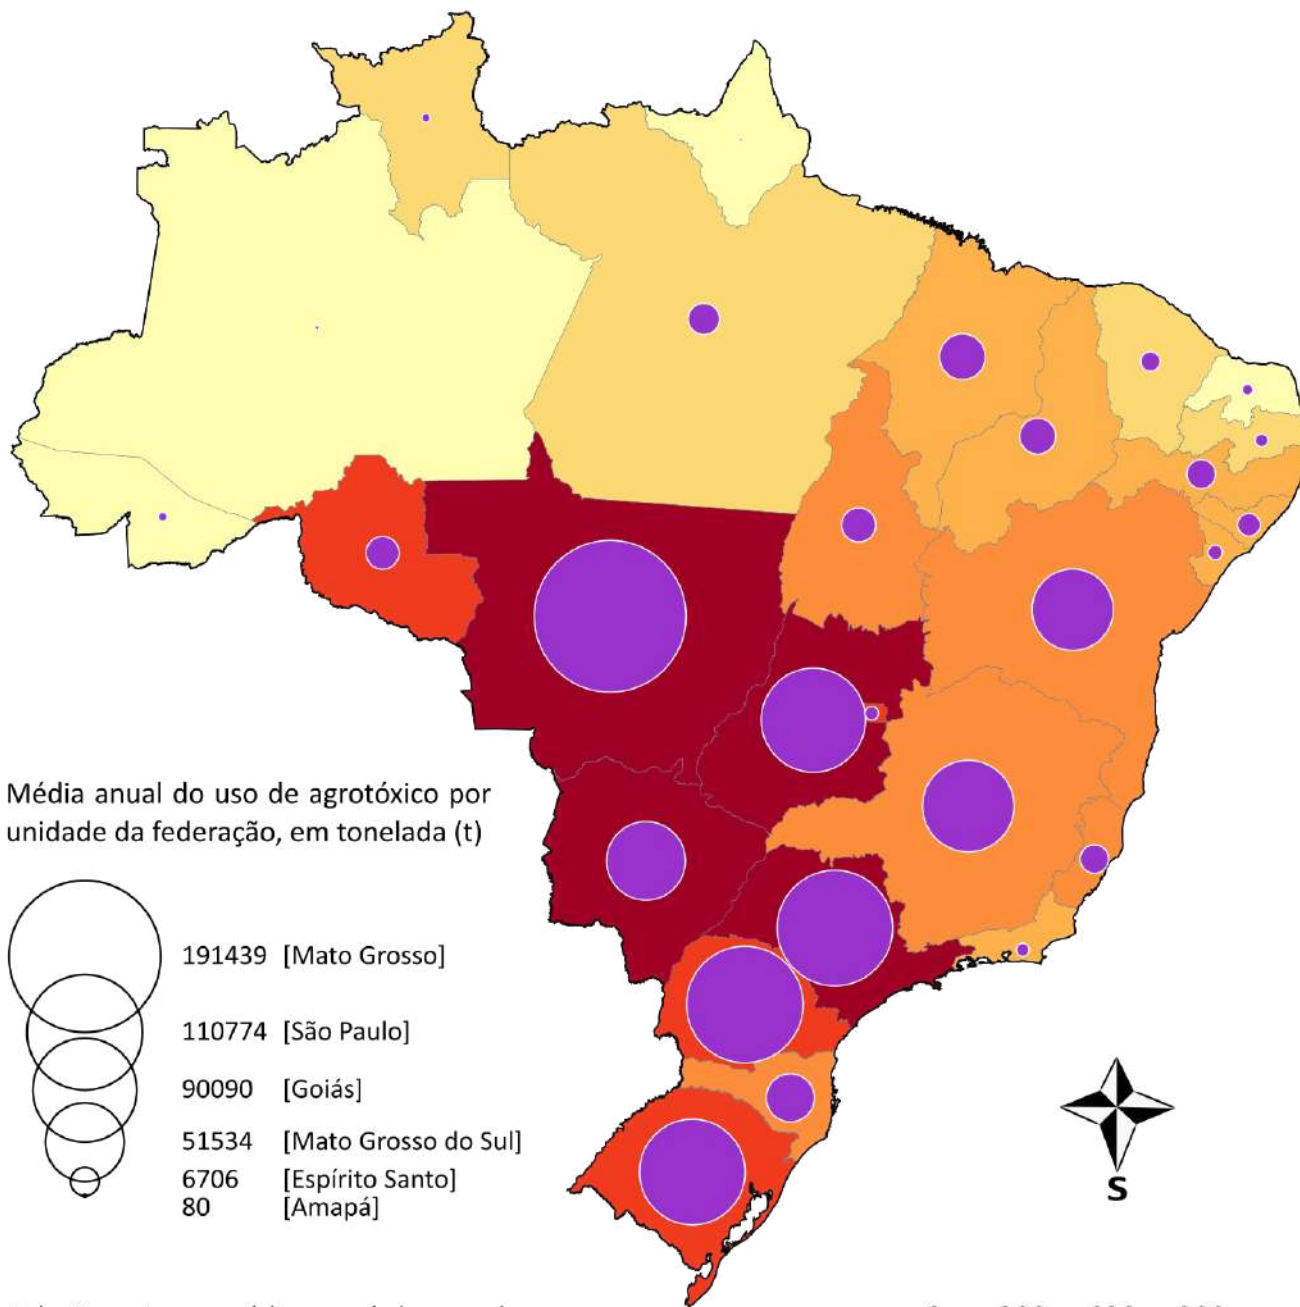 Média anual do uso de agrotóxico por
unidade da federação, em tonelada (t)
191439 [Mato Grosso]
110774 [São Paulo]
90090 [Goiás]
51534 [Mato Grosso do Sul]
6706 [Espírito Santo]
80 [Amapá]
S